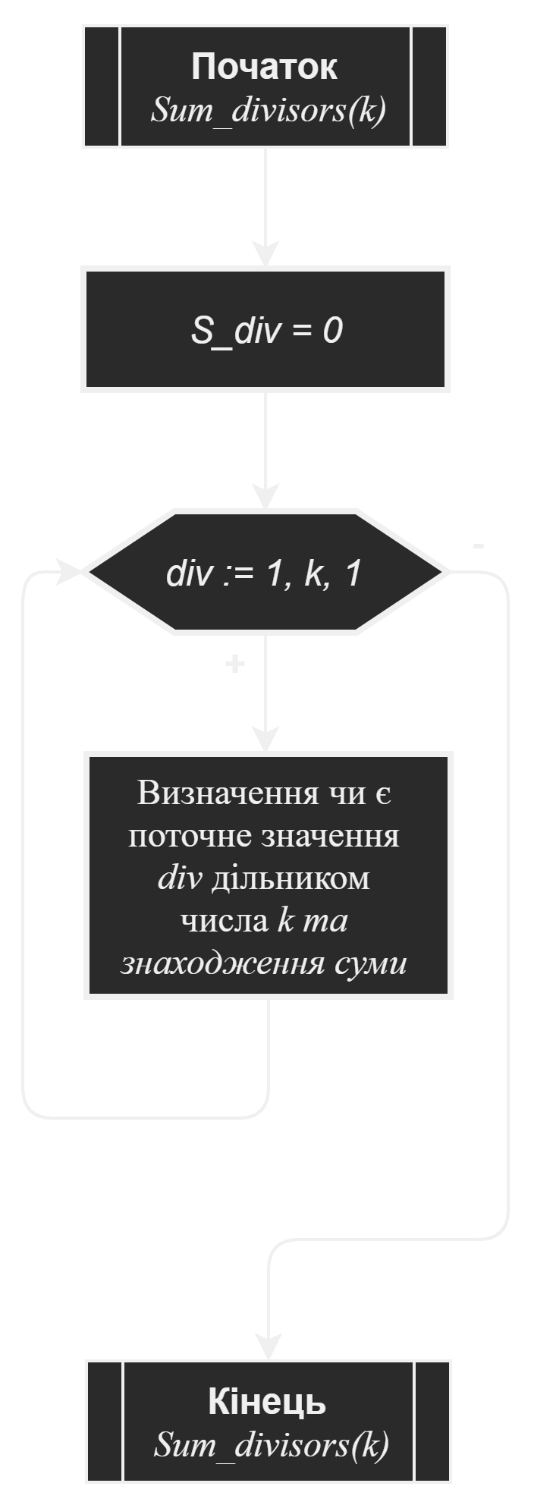 Початок
Sum_divisors(k)
S_div = 0
div := 1, k, 1
-
+
Визначення чи є
поточне значення
div дільником
числа k та
знаходження суми
Кінець
Sum_divisors(k)